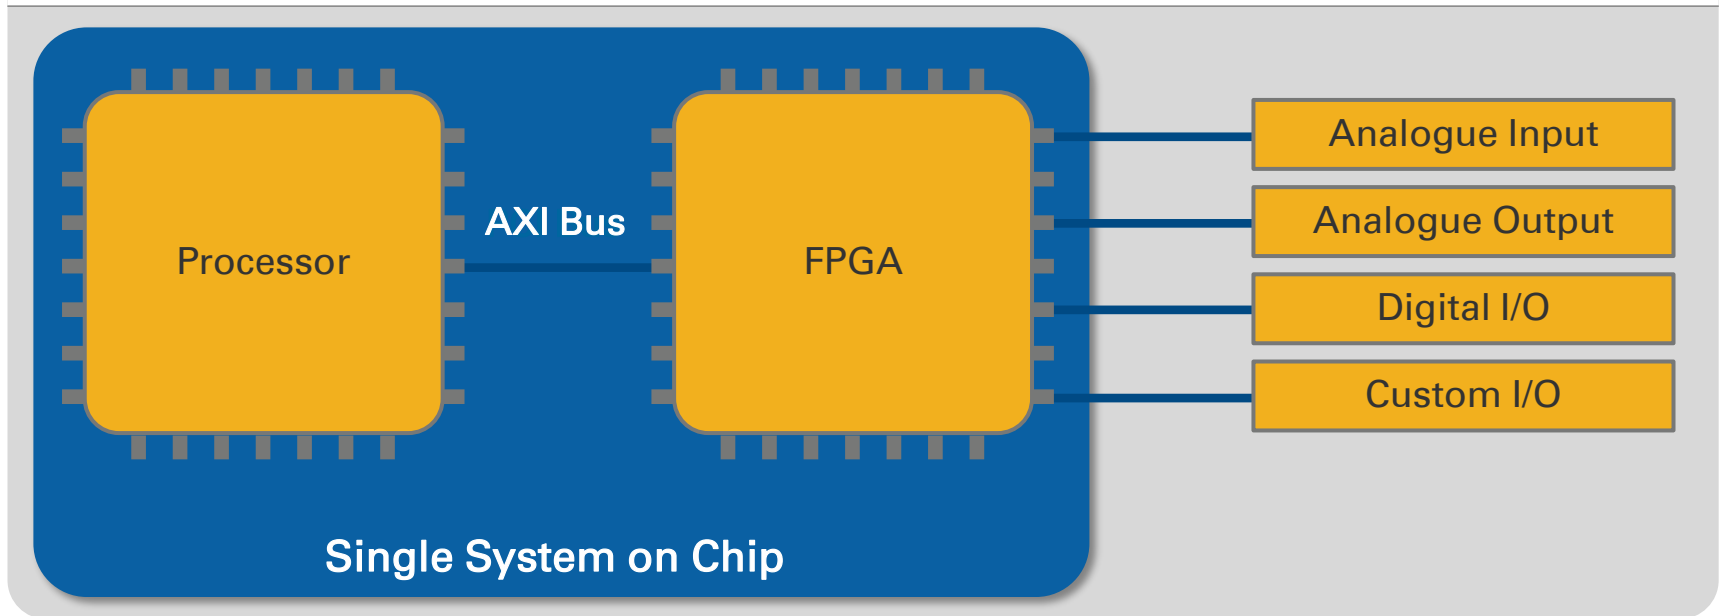 Processor
AXI Bus
FPGA
Analogue Input
Analogue Output
Digital I/O
Custom I/O
Single System on Chip